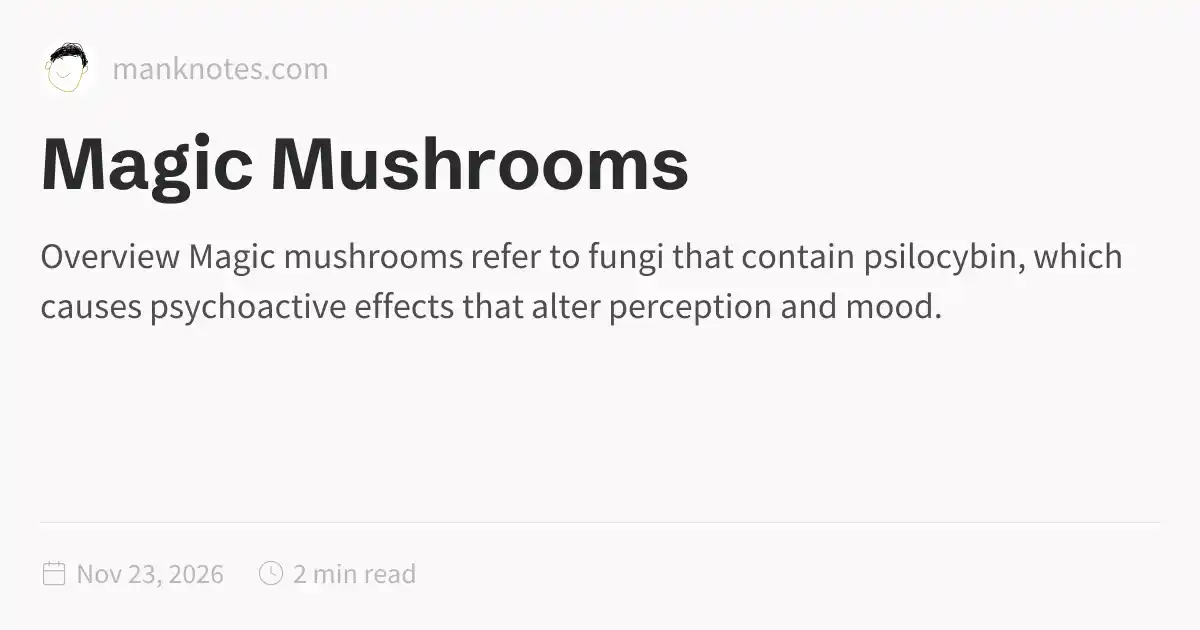 manknotes.com
Magic Mushrooms
Overview Magic mushrooms refer to fungi that contain psilocybin, which
causes psychoactive effects that alter perception and mood.
Nov 23, 2026 2 min read